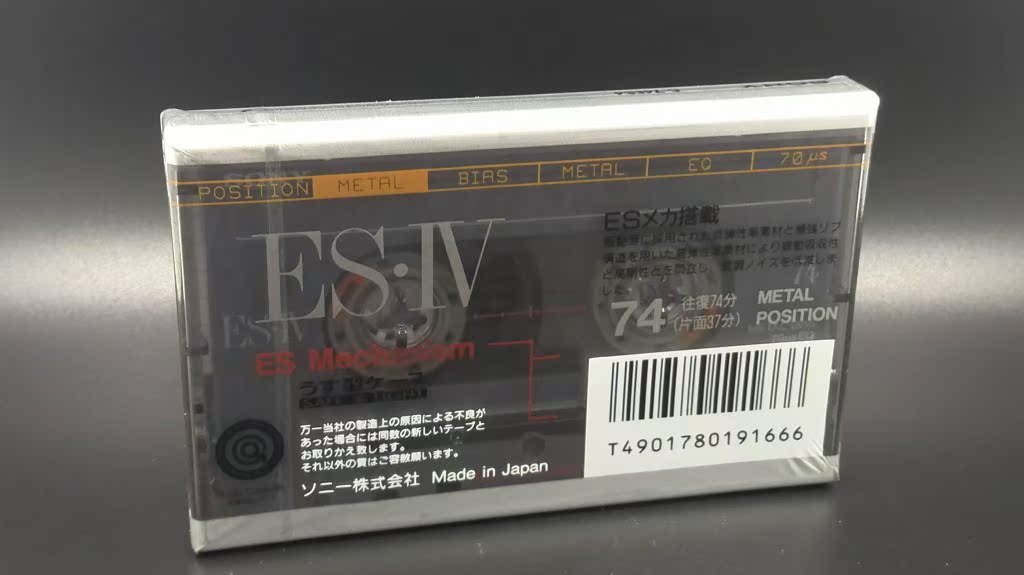 SONY
POSITION METAL BIAS METAL EQ 70μs
ES·IV
ESメカ搭載
ES IV
74 往復74分
(片面37分)
METAL
POSITION
ES Mechanism
うす型ケース
万一当社の製造上の原因による不良が
あった場合には同数の新しいテープと
お取りかえ致します。
それ以外の責はご容赦願います。
ソニー株式会社 Made in Japan
T4901780191666